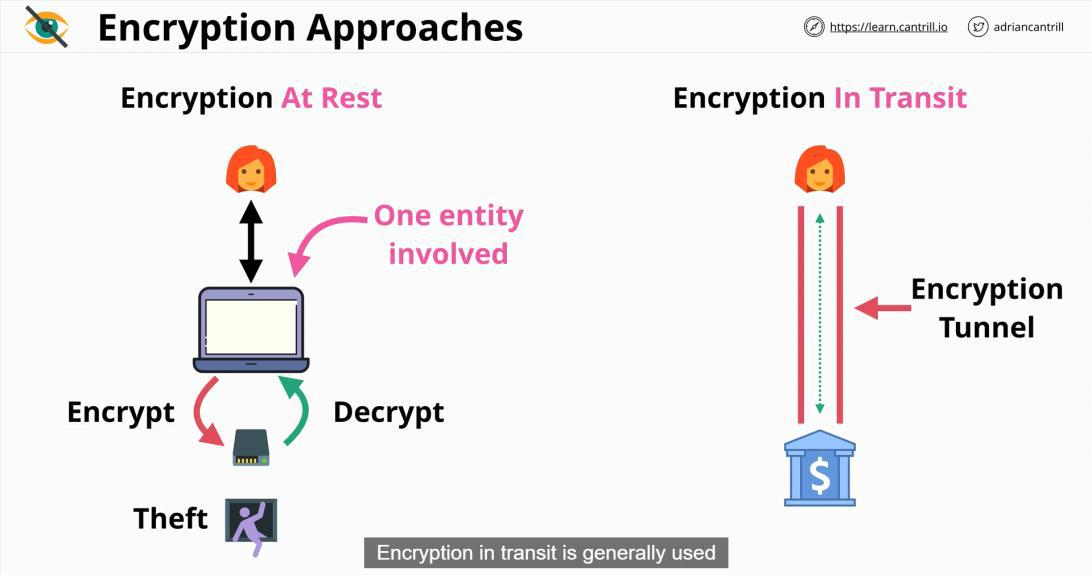 Encryption Approaches
https://learn.cantrill.io
adriancantrill
Encryption At Rest
One entity
involved
Encrypt
Decrypt
Theft
Encryption In Transit
Encryption
Tunnel
$
Encryption in transit is generally used